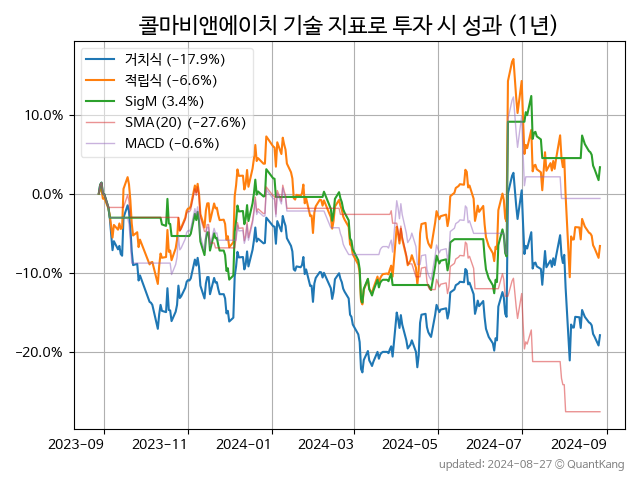 콜마비앤에이치 기술 지표로 투자 시 성과 (1년)
거치식 (−17.9%)
적립식 (−6.6%)
SigM (3.4%)
SMA(20) (−27.6%)
MACD (−0.6%)
10.0%
0.0%
−10.0%
−20.0%
2023-09 2023-11 2024-01 2024-03 2024-05 2024-07 2024-09
updated: 2024-08-27 @ QuantKang